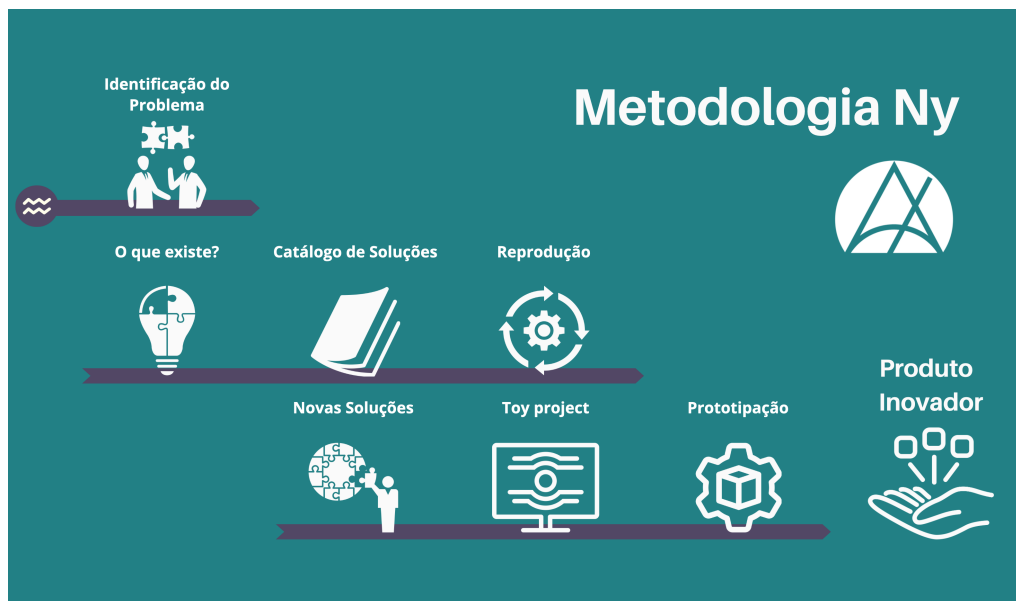 Identificação do
Problema
Metodologia Ny
O que existe?
Catálogo de Soluções
Reprodução
Novas Soluções
Toy project
Prototipação
Produto
Inovador